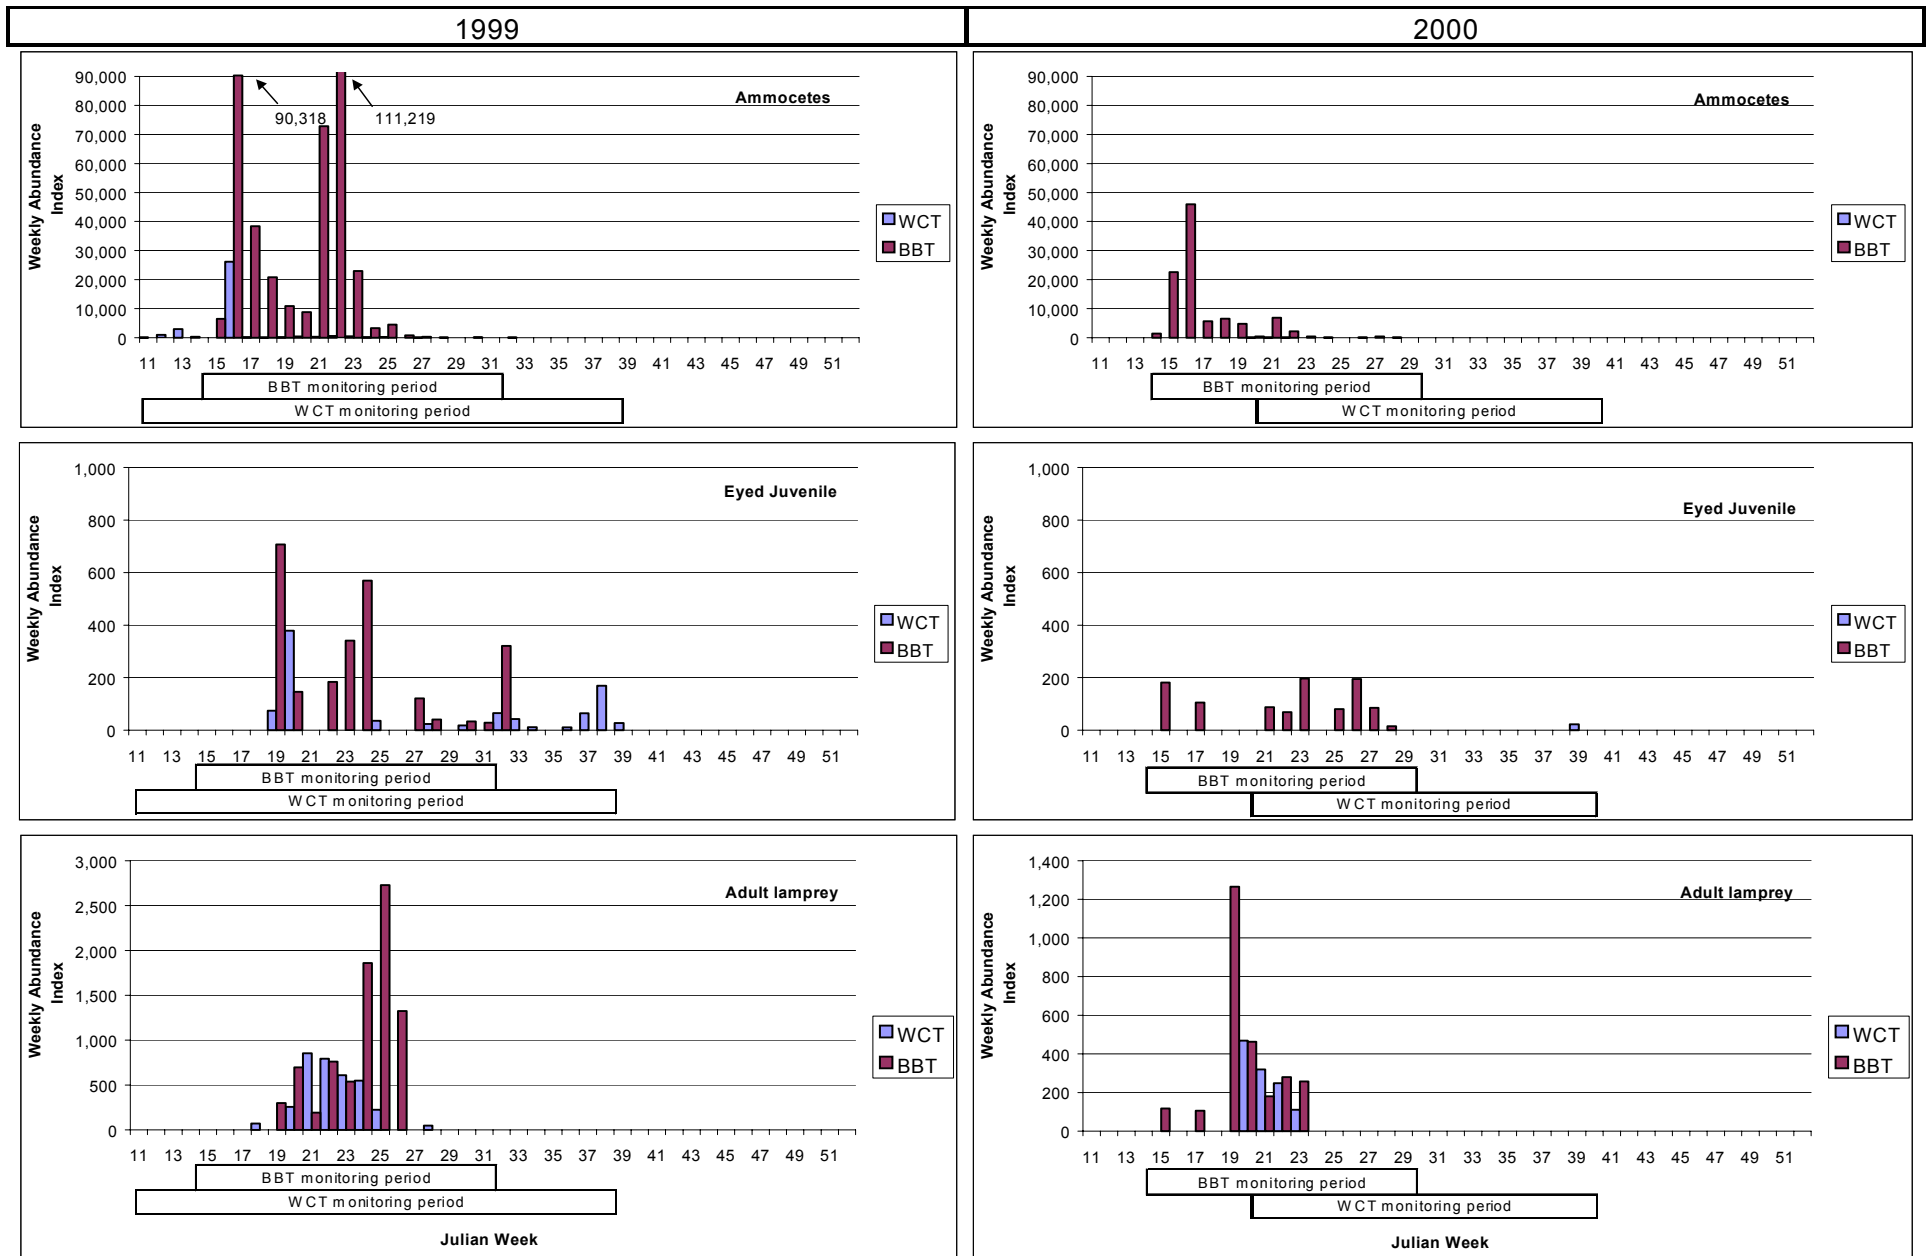 1999
2000
90,000
80,000
70,000
60,000
50,000
40,000
30,000
20,000
10,000
0
Weekly Abundance
Index
90,318
111,219
Ammocetes
WCT
BBT
11 13 15 17 19 21 23 25 27 29 31 33 35 37 39 41 43 45 47 49 51
BBT monitoring period
WCT monitoring period
90,000
80,000
70,000
60,000
50,000
40,000
30,000
20,000
10,000
0
Weekly Abundance
Index
Ammocetes
WCT
BBT
11 13 15 17 19 21 23 25 27 29 31 33 35 37 39 41 43 45 47 49 51
BBT monitoring period
WCT monitoring period
1,000
800
600
400
200
0
Weekly Abundance
Index
Eyed Juvenile
WCT
BBT
11 13 15 17 19 21 23 25 27 29 31 33 35 37 39 41 43 45 47 49 51
BBT monitoring period
WCT monitoring period
1,000
800
600
400
200
0
Weekly Abundance
Index
Eyed Juvenile
WCT
BBT
11 13 15 17 19 21 23 25 27 29 31 33 35 37 39 41 43 45 47 49 51
BBT monitoring period
WCT monitoring period
3,000
2,500
2,000
1,500
1,000
500
0
Weekly Abundance
Index
Adult lamprey
WCT
BBT
11 13 15 17 19 21 23 25 27 29 31 33 35 37 39 41 43 45 47 49 51
BBT monitoring period
WCT monitoring period
Julian Week
1,400
1,200
1,000
800
600
400
200
0
Weekly Abundance
Index
Adult lamprey
WCT
BBT
11 13 15 17 19 21 23 25 27 29 31 33 35 37 39 41 43 45 47 49 51
BBT monitoring period
WCT monitoring period
Julian Week